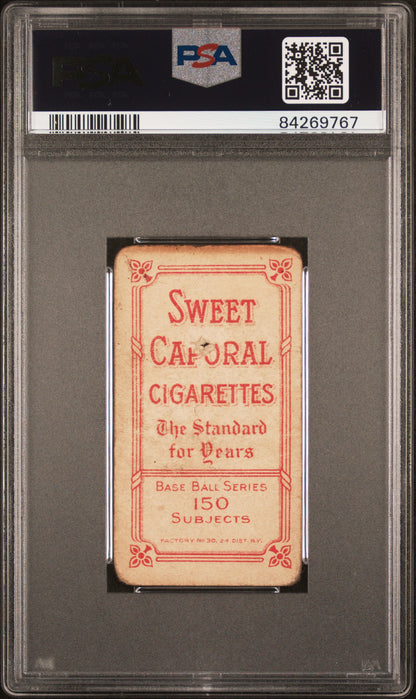 PSA
PSA
84269767
SWEET
CAPORAL
CIGARETTES
The Standard
for Years
BASE BALL SERIES
150
SUBJECTS
FACTORY No 30, 2d DIST. N.Y.